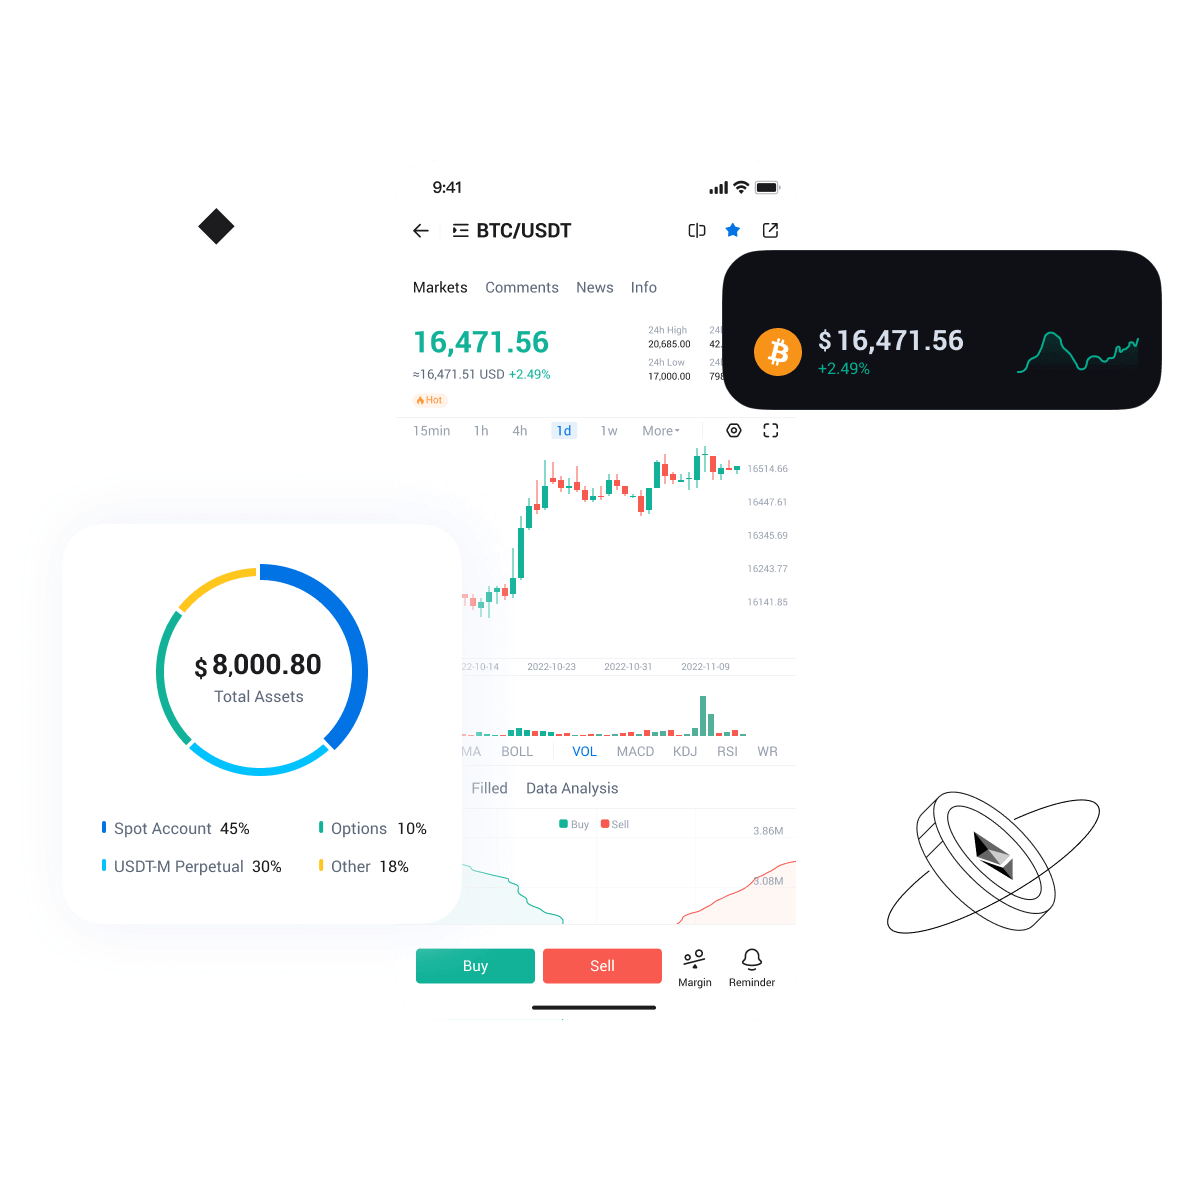 9:41
BTC/USDT
Markets Comments News Info
16,471.56
≈16,471.51 USD +2.49%
Hot
24h High
20,685.00
24h Low
17,000.00
24
42.
24
798
$ 16,471.56
+2.49%
15min 1h 4h 1d 1w More
16514.66
16447.61
16345.69
16243.77
16141.85
22-10-14 2022-10-23 2022-10-31 2022-11-09
MA BOLL VOL MACD KDJ RSI WR
Filled Data Analysis
Buy Sell
3.86M
3.08M
$ 8,000.80
Total Assets
Spot Account 45% Options 10%
USDT-M Perpetual 30% Other 18%
Buy Sell Margin Reminder